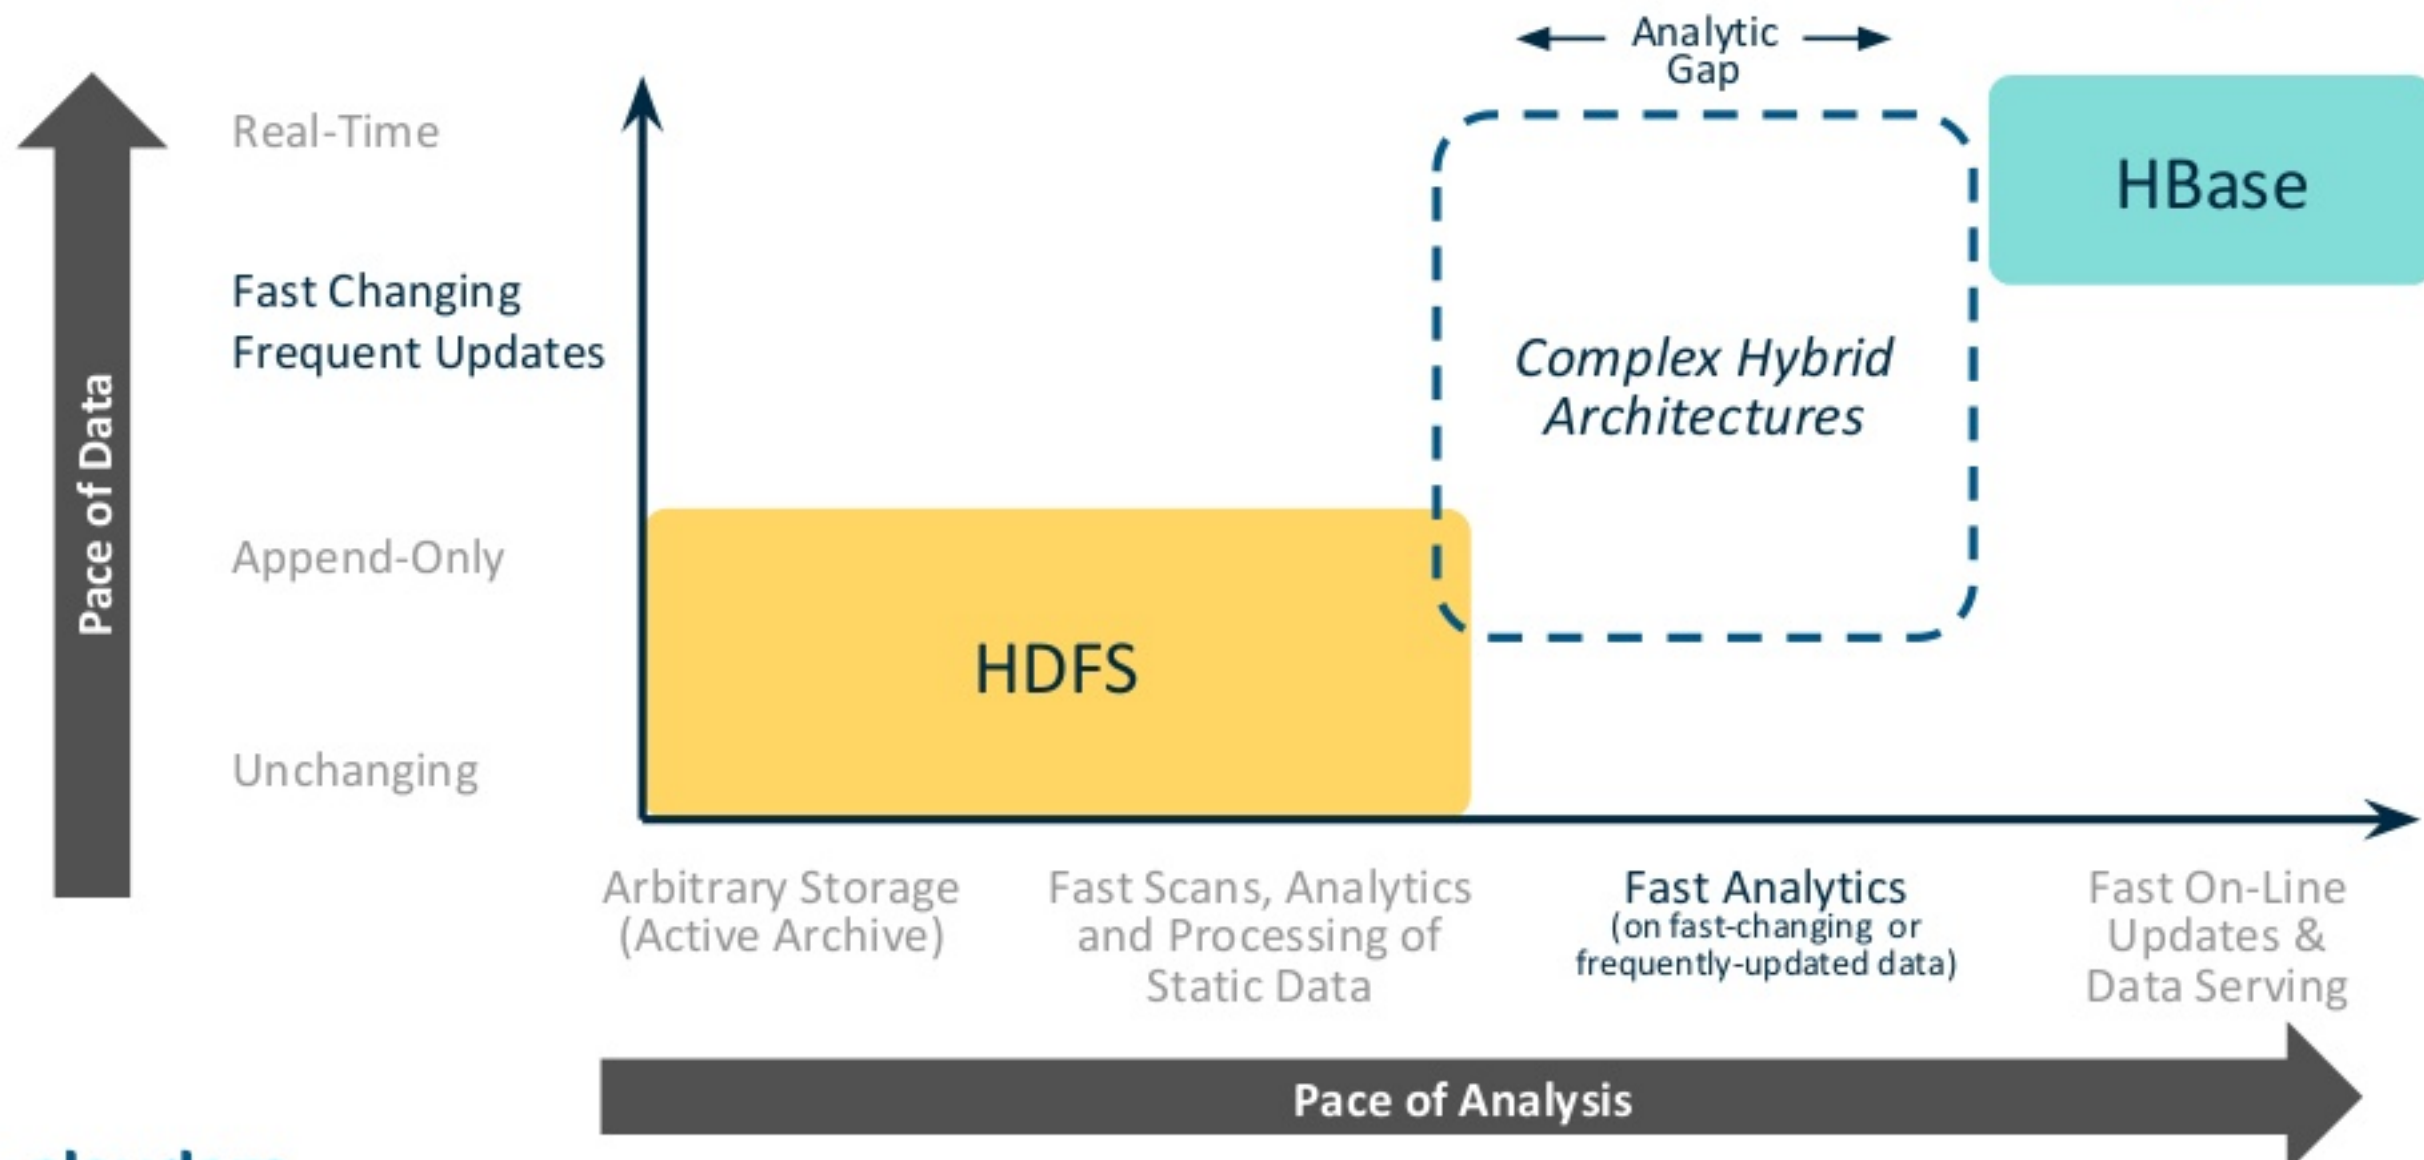 Analytic
Gap
Real-Time
HBase
Fast Changing
Frequent Updates
Complex Hybrid
Architectures
Pace of Data
Append-Only
HDFS
Unchanging
Arbitrary Storage
(Active Archive)
Fast Scans, Analytics
and Processing of
Static Data
Fast Analytics
(on fast-changing or
frequently-updated data)
Fast On-Line
Updates &
Data Serving
Pace of Analysis